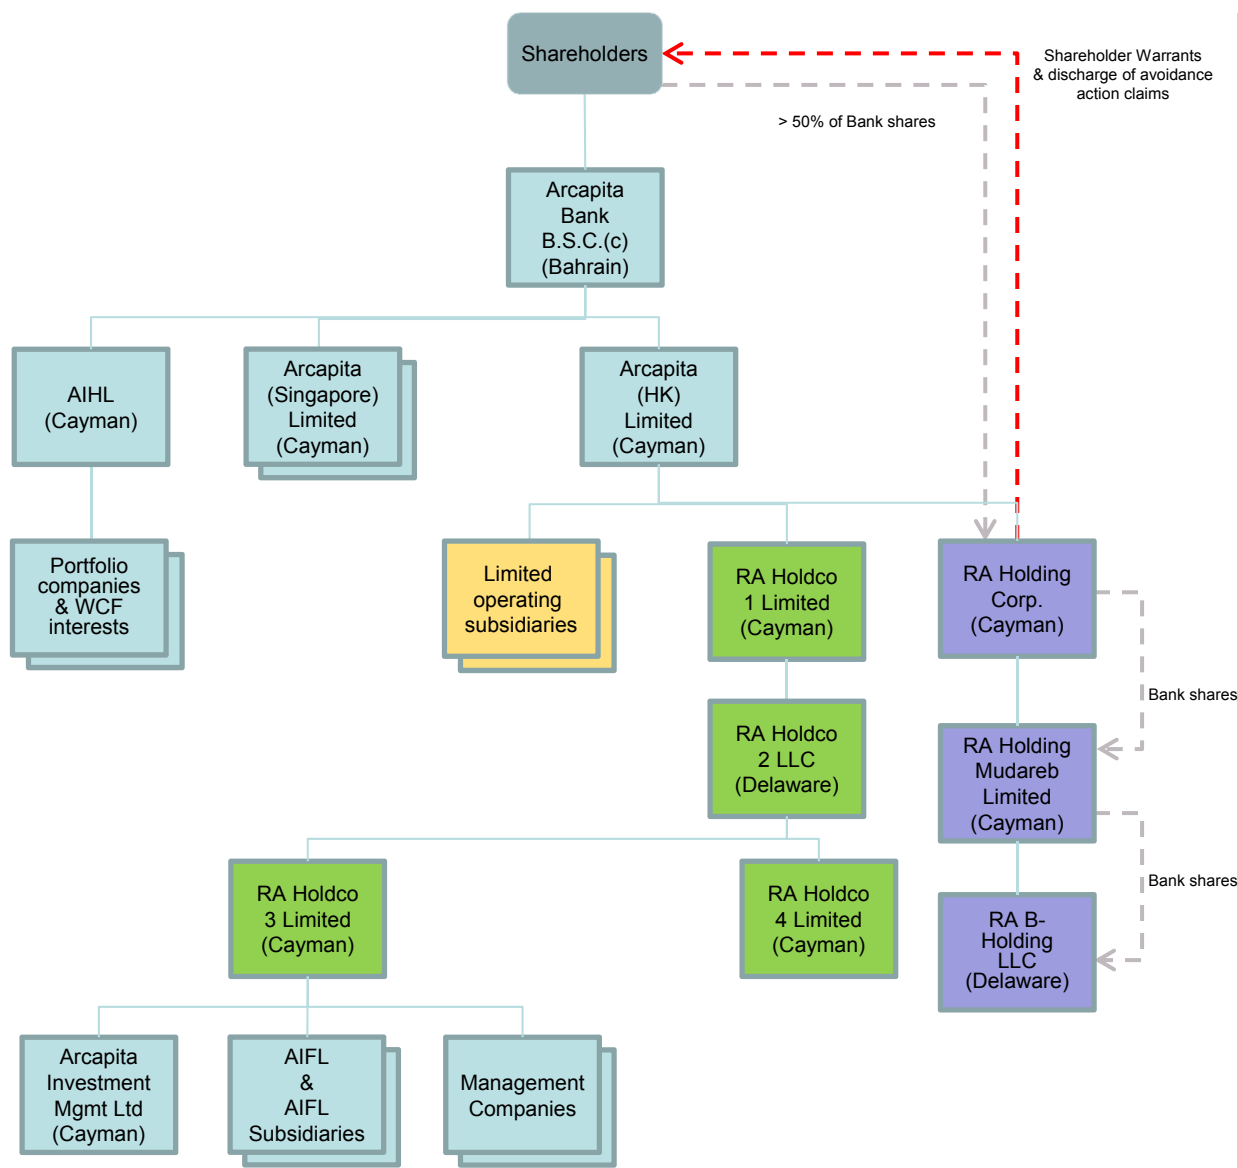 Shareholders
Shareholder Warrants
& discharge of avoidance
action claims
> 50% of Bank shares
Arcapita
Bank
B.S.C.(c)
(Bahrain)
AIHL
(Cayman)
Arcapita
(Singapore)
Limited
(Cayman)
Arcapita
(HK)
Limited
(Cayman)
Portfolio
companies
& WCF
interests
Limited
operating
subsidiaries
RA Holdco
1 Limited
(Cayman)
RA Holding
Corp.
(Cayman)
Bank shares
RA Holdco
2 LLC
(Delaware)
RA Holding
Mudareb
Limited
(Cayman)
Bank shares
RA Holdco
3 Limited
(Cayman)
RA Holdco
4 Limited
(Cayman)
RA B-
Holding
LLC
(Delaware)
Arcapita
Investment
Mgmt Ltd
(Cayman)
AIFL
&
AIFL
Subsidiaries
Management
Companies